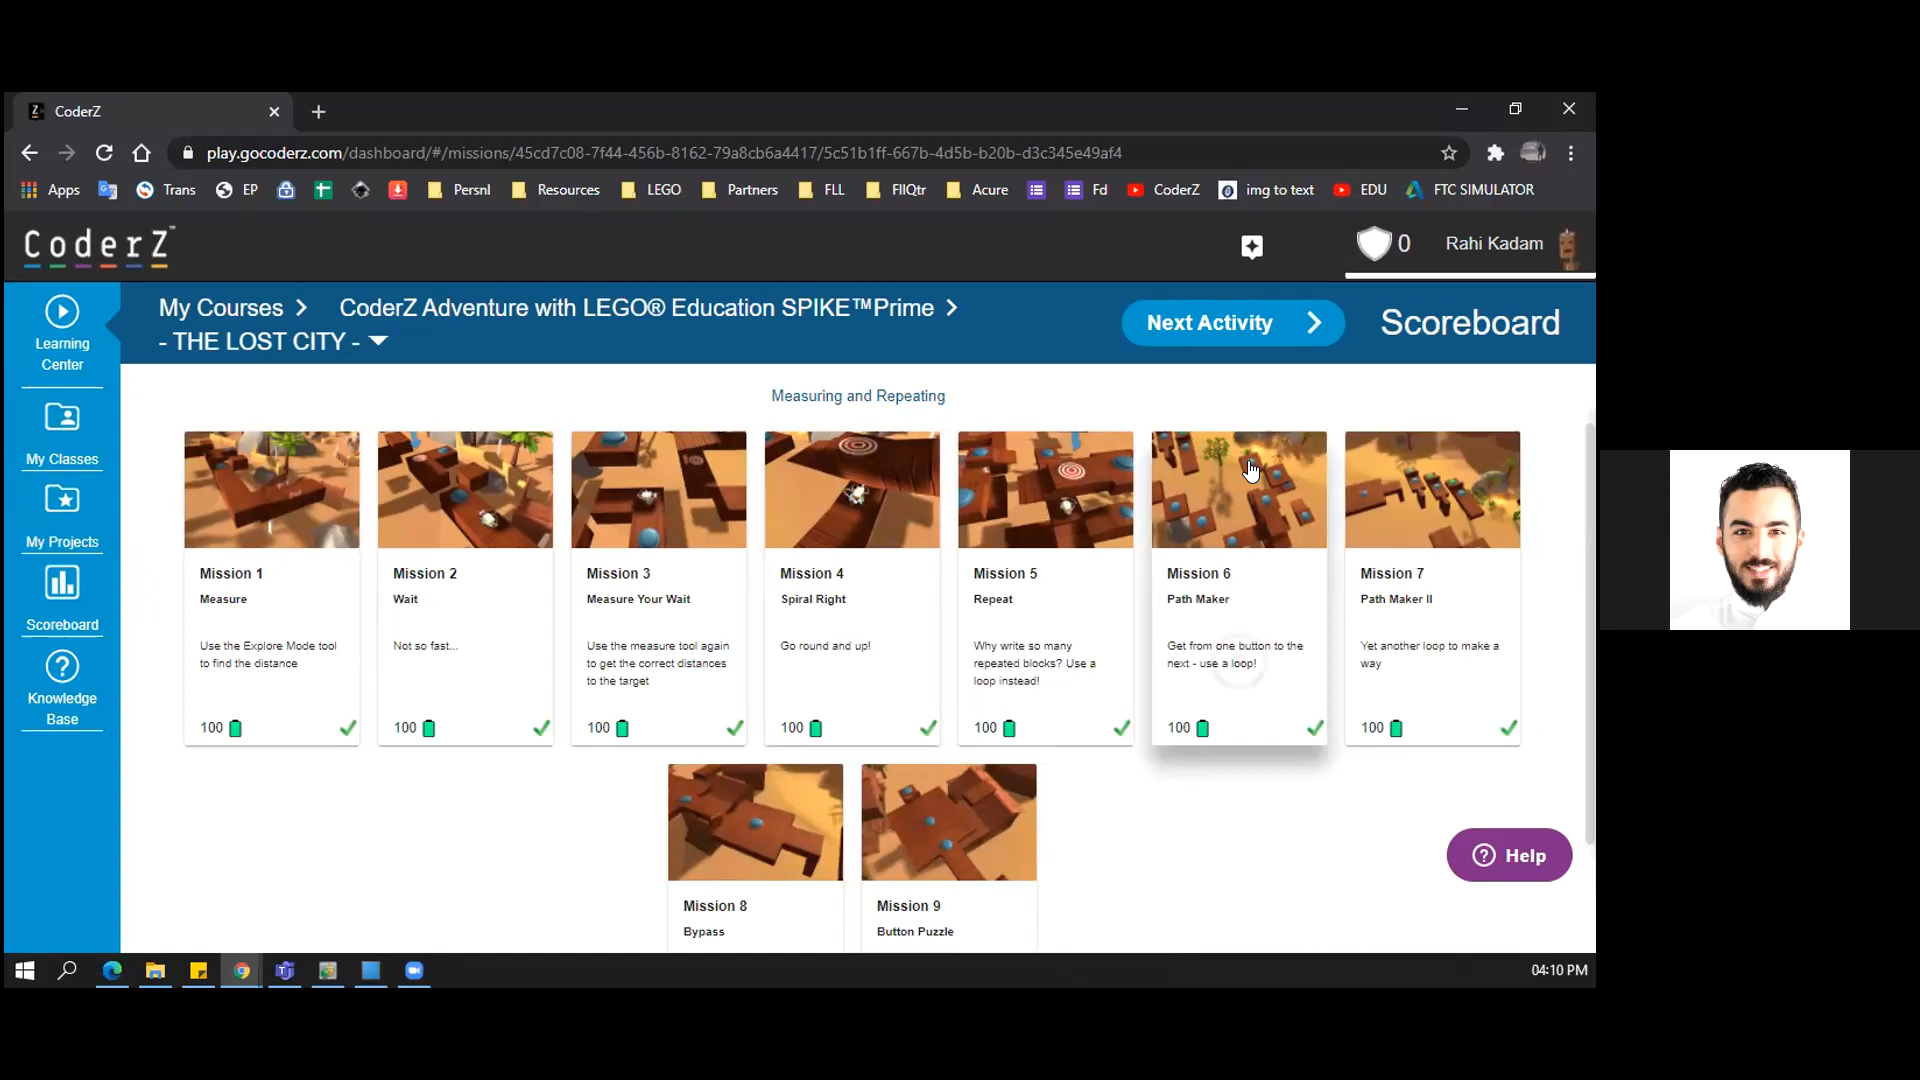 CoderZ
play.gocoderz.com/dashboard/#/missions/45cd7c08-7f44-456b-8162-79a8cb6a4417/5c51b1ff-667b-4d5b-b20b-d3c345e49af4
Apps Trans EP Persnl Resources LEGO Partners FLL FllQtr Acure Fd CoderZ img to text EDU FTC SIMULATOR
CoderZ™
0 Rahi Kadam
Learning
Center
My Classes
My Projects
Scoreboard
Knowledge
Base
My Courses > CoderZ Adventure with LEGO® Education SPIKE™Prime >
- THE LOST CITY -
Next Activity
Scoreboard
Measuring and Repeating
Mission 1
Measure
Use the Explore Mode tool
to find the distance
100
Mission 2
Wait
Not so fast...
100
Mission 3
Measure Your Wait
Use the measure tool again
to get the correct distances
to the target
100
Mission 4
Spiral Right
Go round and up!
100
Mission 5
Repeat
Why write so many
repeated blocks? Use a
loop instead!
100
Mission 6
Path Maker
Get from one button to the
next - use a loop!
100
Mission 7
Path Maker II
Yet another loop to make a
way
100
Mission 8
Bypass
Mission 9
Button Puzzle
Help
04:10 PM